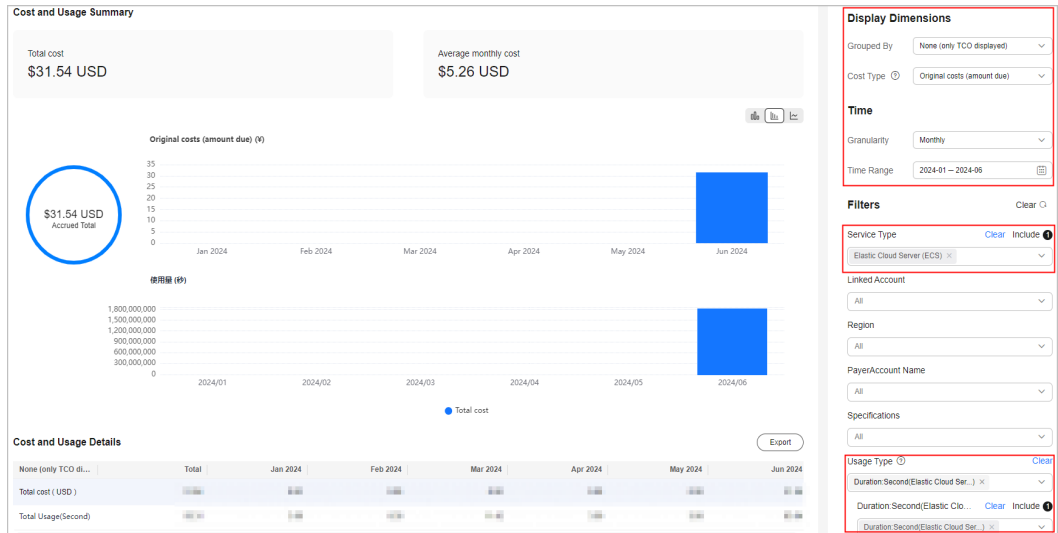 Cost and Usage Summary
Total cost
$31.54 USD
Average monthly cost
$5.26 USD
Original costs (amount due) (¥)
35
30
25
20
15
10
5
0
Jan 2024 Feb 2024 Mar 2024 Apr 2024 May 2024 Jun 2024
$31.54 USD
Accrued Total
使用量 (秒)
1,800,000,000
1,500,000,000
1,200,000,000
900,000,000
600,000,000
300,000,000
0
2024/01 2024/02 2024/03 2024/04 2024/05 2024/06
Total cost
Cost and Usage Details
Export
None (only TCO di... Total Jan 2024 Feb 2024 Mar 2024 Apr 2024 May 2024 Jun 2024
Total cost ( USD )
Total Usage(Second)
Display Dimensions
Grouped By None (only TCO displayed)
Cost Type Original costs (amount due)
Time
Granularity Monthly
Time Range 2024-01 – 2024-06
Filters Clear
Service Type Clear Include 1
Elastic Cloud Server (ECS) ×
Linked Account
All
Region
All
PayerAccount Name
All
Specifications
All
Usage Type Clear
Duration:Second(Elastic Cloud Ser...) ×
Duration:Second(Elastic Clo... Clear Include 1
Duration:Second(Elastic Cloud Ser...) ×